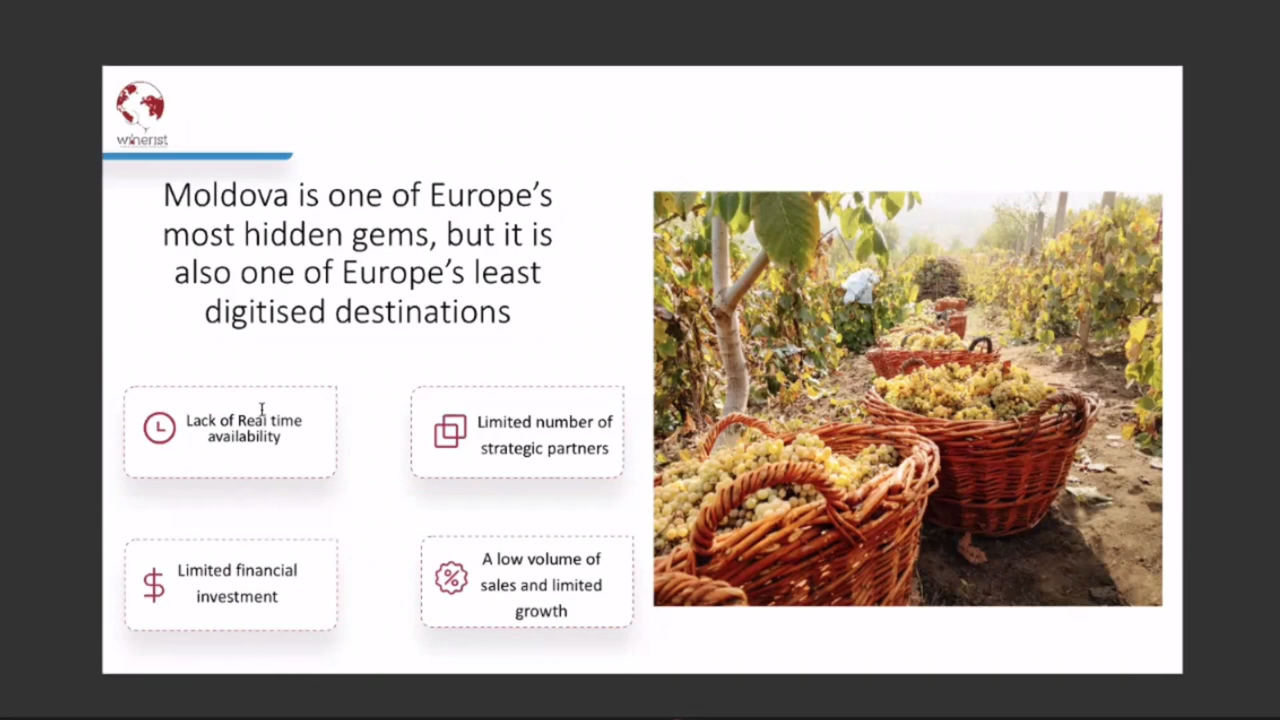 winerist
Moldova is one of Europe’s
most hidden gems, but it is
also one of Europe’s least
digitised destinations
Lack of Real time
availability
Limited number of
strategic partners
Limited financial
investment
A low volume of
sales and limited
growth